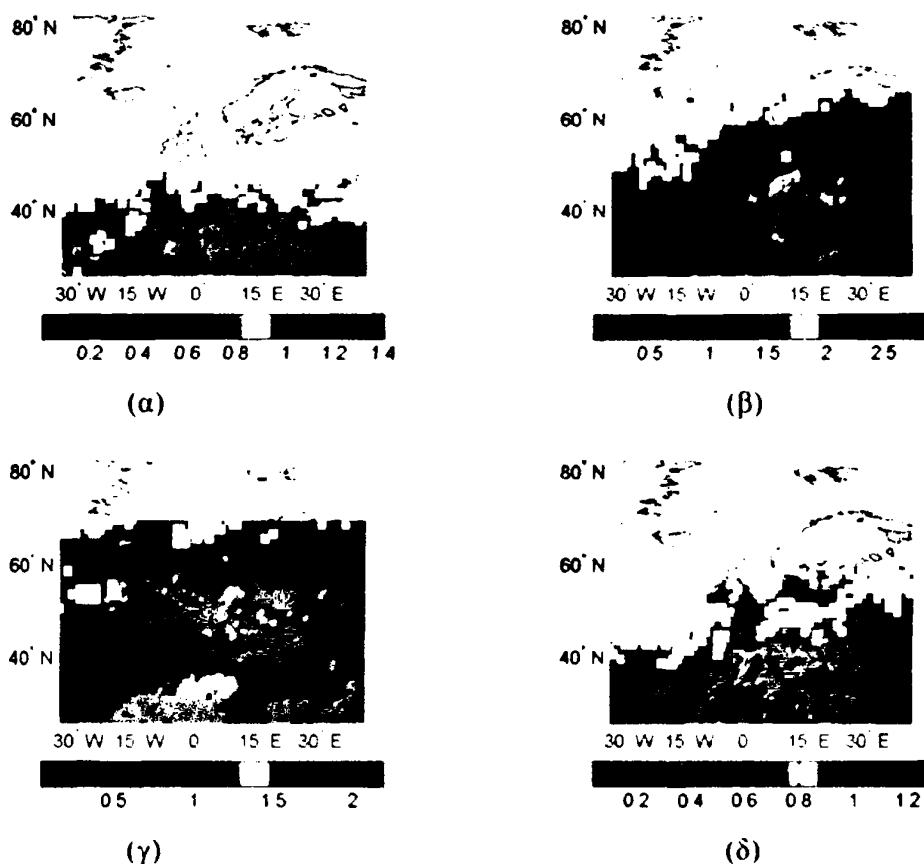 80° N
60° N
40° N
30° W 15 W 0° 15 E 30° E
0.2 0.4 0.6 0.8 1 1.2 1.4
(α)
80° N
60° N
40° N
30° W 15 W 0° 15 E 30° E
0.5 1 1.5 2 2.5
(β)
80° N
60° N
40° N
30° W 15 W 0 15 E 30° E
0.5 1 1.5 2
(γ)
80° N
60° N
40° N
30° W 15 W 0 15 E 30° E
0.2 0.4 0.6 0.8 1 1.2
(δ)